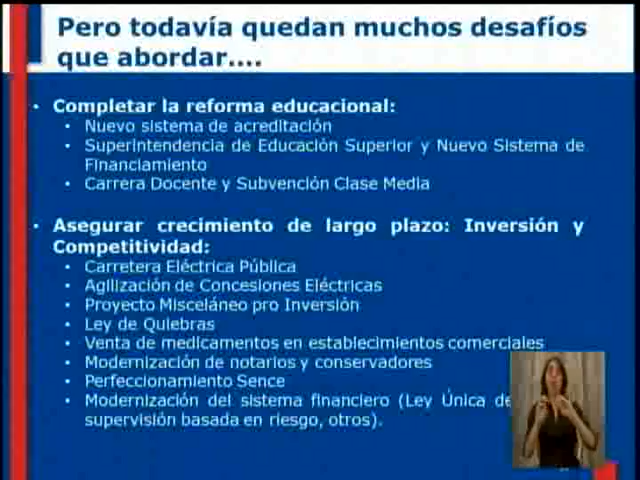 Pero todavía quedan muchos desafíos
que abordar....
• Completar la reforma educacional:
• Nuevo sistema de acreditación
• Superintendencia de Educación Superior y Nuevo Sistema de
Financiamiento
• Carrera Docente y Subvención Clase Media
• Asegurar crecimiento de largo plazo: Inversión y
Competitividad:
• Carretera Eléctrica Pública
• Agilización de Concesiones Eléctricas
• Proyecto Misceláneo pro Inversión
• Ley de Quiebras
• Venta de medicamentos en establecimientos comerciales
• Modernización de notarios y conservadores
• Perfeccionamiento Sence
• Modernización del sistema financiero (Ley Única de
supervisión basada en riesgo, otros).